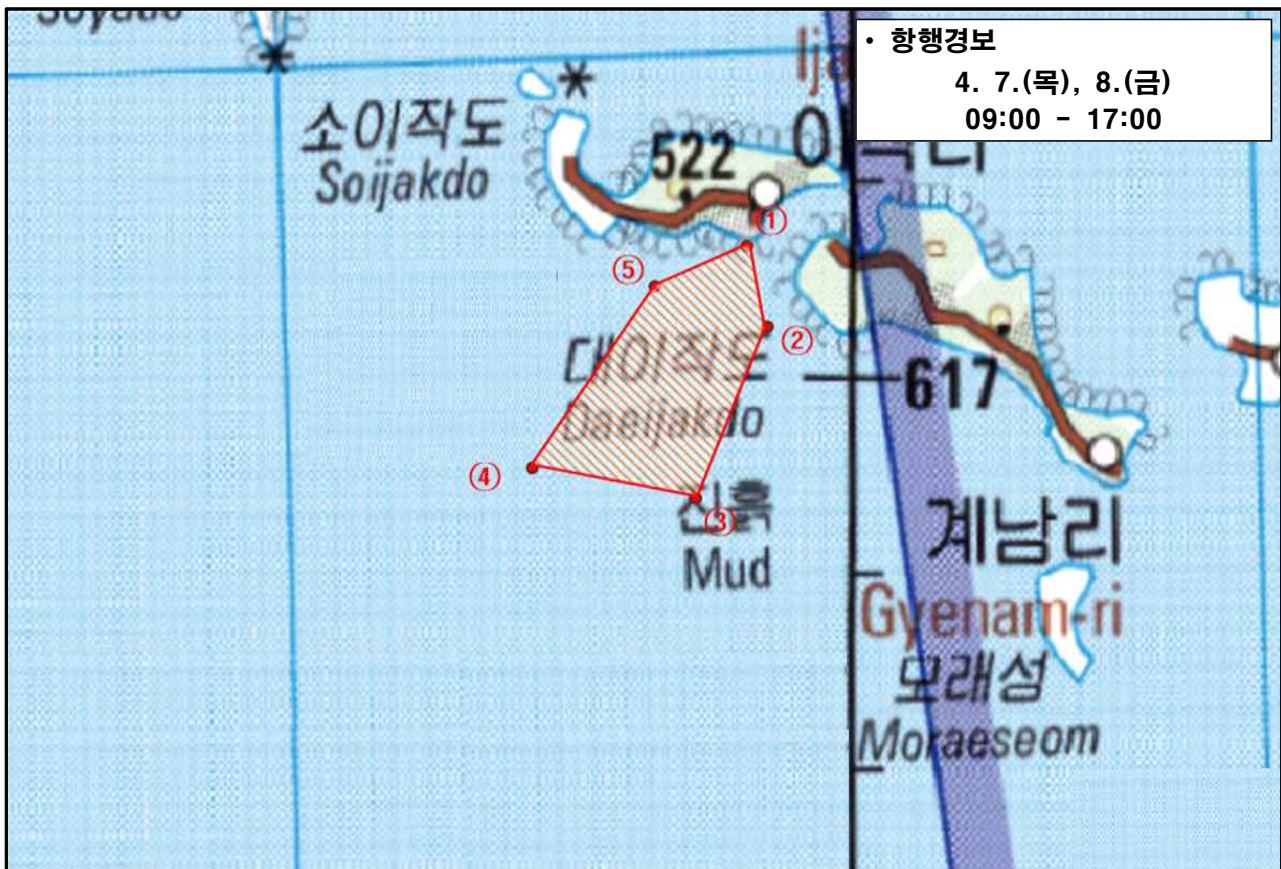 Soyado
• 항행경보
4. 7.(목), 8.(금)
09:00 - 17:00
Ija
소이작도
Soijakdo
522
①
⑤
②
대이작도
Daeijakdo
617
④
③
Mud
계남리
Gyenam-ri
모래섬
Moraeseom